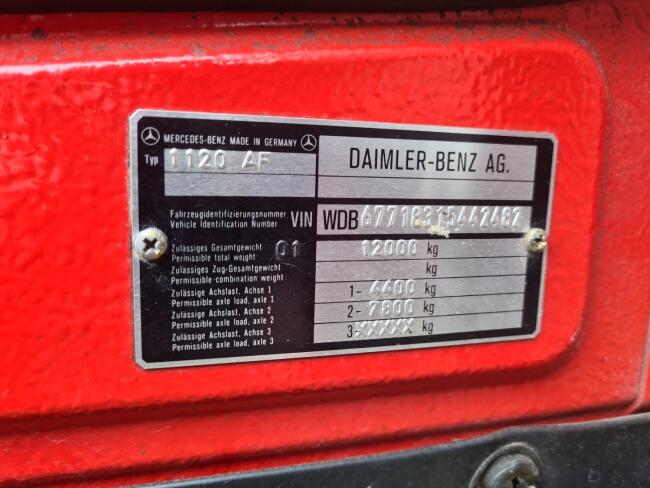 MERCEDES-BENZ MADE IN GERMANY
Typ 1120 AF
DAIMLER-BENZ AG.
Fahrzeugidentifizierungsnummer
Vehicle Identification Number VIN WDB67718315442482
Zulässiges Gesamtgewicht 01
Permissible total weight 12000 kg
Zulässiges Zug-Gesamtgewicht
Permissible combination weight kg
Zulässige Achslast, Achse 1
Permissible axle load, axle 1 1- 4400 kg
Zulässige Achslast, Achse 2
Permissible axle load, axle 2 2- 7800 kg
Zulässige Achslast, Achse 3
Permissible axle load, axle 3 3- XXXXX kg